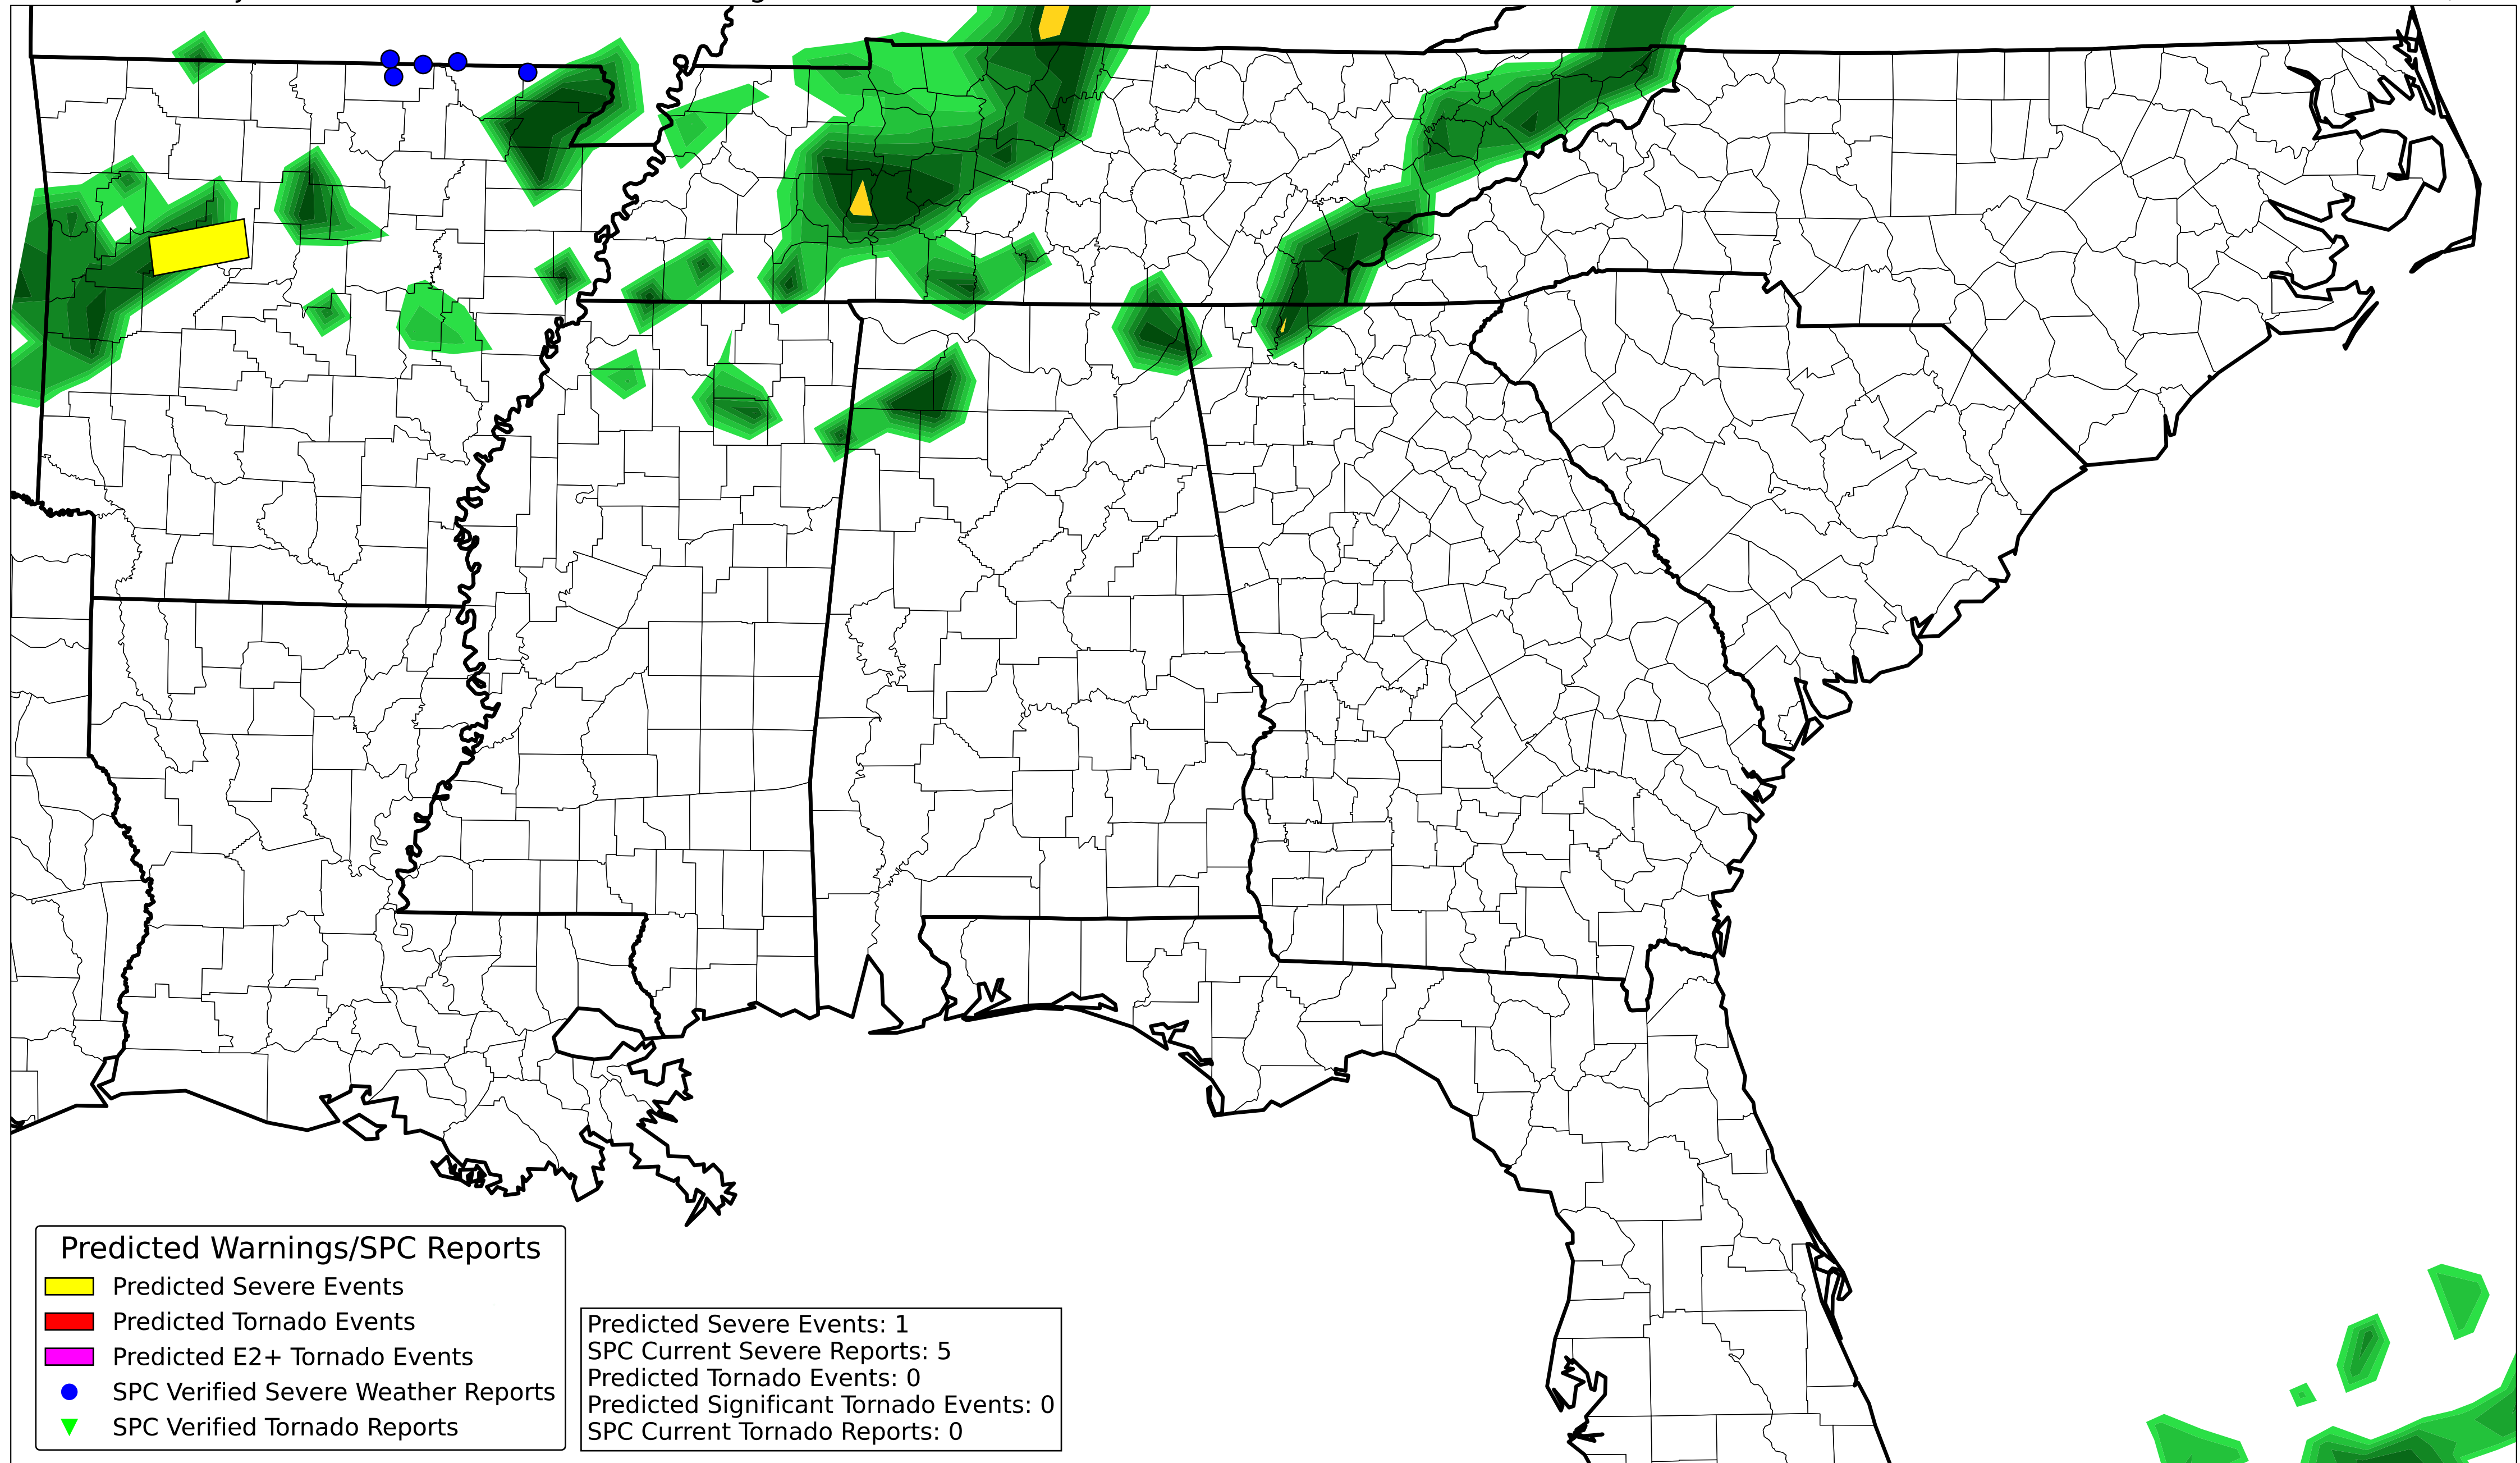 Predicted Warnings/SPC Reports
Predicted Severe Events
Predicted Tornado Events
Predicted E2+ Tornado Events
SPC Verified Severe Weather Reports
SPC Verified Tornado Reports
Predicted Severe Events: 1
SPC Current Severe Reports: 5
Predicted Tornado Events: 0
Predicted Significant Tornado Events: 0
SPC Current Tornado Reports: 0